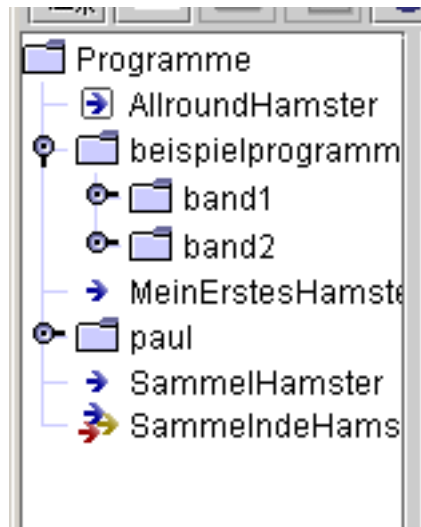 Programme
AllroundHamster
beispielprogramm
band1
band2
MeinErstesHamste
paul
SammelHamster
SammelndeHams